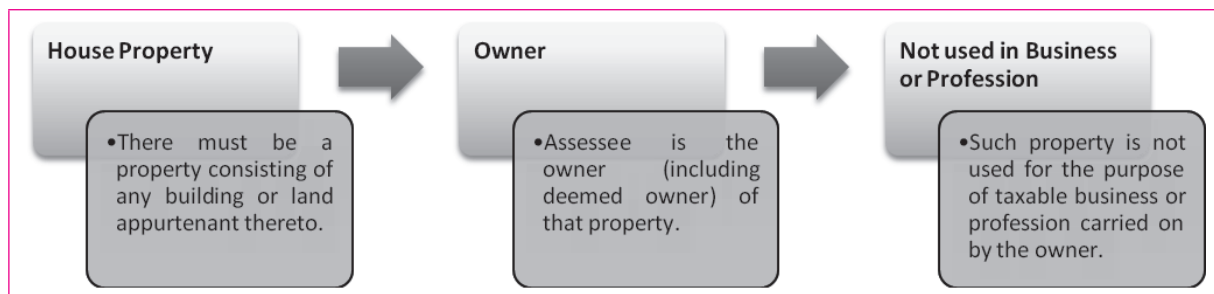 House Property
•There must be a
property consisting of
any building or land
appurtenant thereto.
Owner
•Assessee is the
owner (including
deemed owner) of
that property.
Not used in Business
or Profession
•Such property is not
used for the purpose
of taxable business or
profession carried on
by the owner.